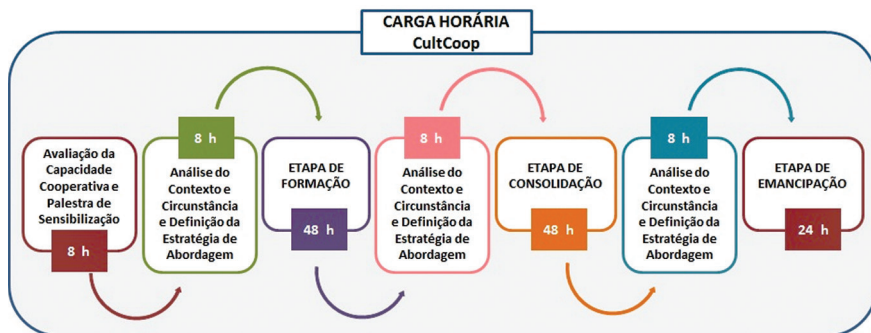 CARGA HORÁRIA
CultCoop
Avaliação da
Capacidade
Cooperativa e
Palestra de
Sensibilização
8 h
8 h
Análise do
Contexto e
Circunstância
e Definição da
Estratégia de
Abordagem
ETAPA DE
FORMAÇÃO
48 h
8 h
Análise do
Contexto e
Circunstância
e Definição da
Estratégia de
Abordagem
ETAPA DE
CONSOLIDAÇÃO
48 h
8 h
Análise do
Contexto e
Circunstância
e Definição da
Estratégia de
Abordagem
ETAPA DE
EMANCIPAÇÃO
24 h